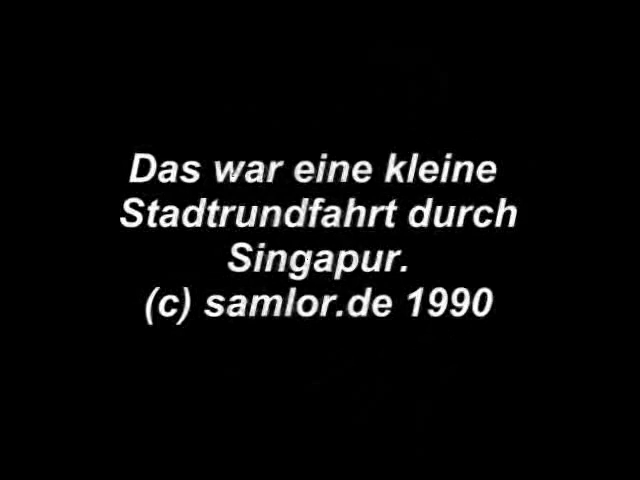 Das war eine kleine
Stadtrundfahrt durch
Singapur.
(c) samlor.de 1990